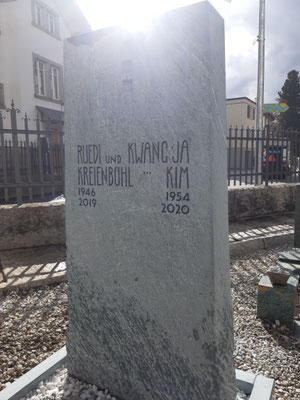 RUEDI UND KWANG-JA
KREIENBÜHL ··· KIM
1946 1954
2019 2020